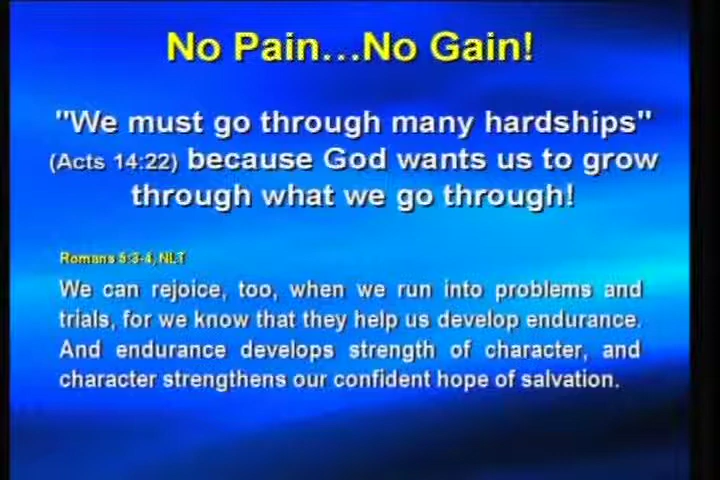 No Pain...No Gain!
"We must go through many hardships"
(Acts 14:22) because God wants us to grow
through what we go through!
Romans 5:3-4, NLT
We can rejoice, too, when we run into problems and
trials, for we know that they help us develop endurance.
And endurance develops strength of character, and
character strengthens our confident hope of salvation.